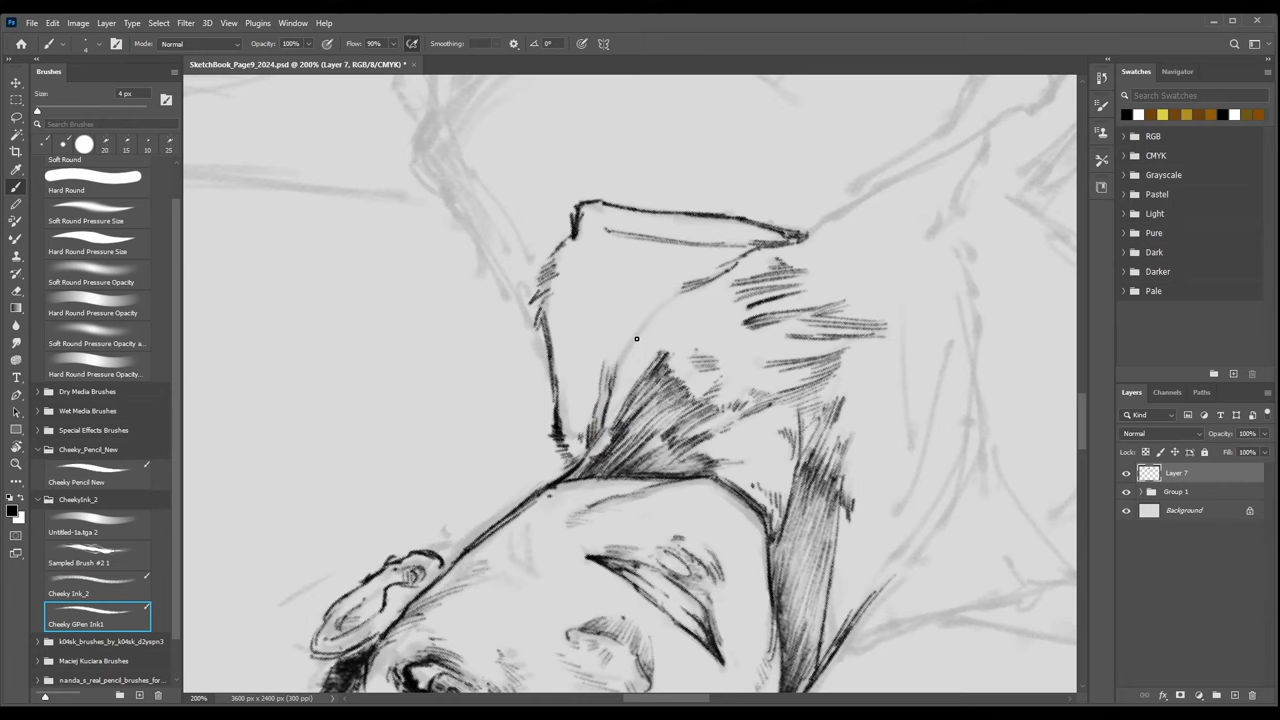 Ps File Edit Image Layer Type Select Filter 3D View Plugins Window Help
4 Mode: Normal Opacity: 100% Flow: 90% Smoothing: 0°
SketchBook_Page9_2024.psd @ 200% (Layer 7, RGB/8/CMYK) * ×
Brushes
Size: 4 px
Search Brushes
20 15 10 25
Soft Round
Hard Round
Soft Round Pressure Size
Hard Round Pressure Size
Soft Round Opacity
Hard Round Pressure Opacity
Soft Round Pressure Opacity a...
Hard Round Pressure Opacity...
Dry Media Brushes
Wet Media Brushes
Special Effects Brushes
Cheeky_Pencil_New
Cheeky Pencil New
CheekyInk_2
Untitled-1a.tga 2
Sampled Brush #2 1
Cheeky Ink_2
Cheeky GPen Ink1
k04sk_brushes_by_k04sk_d2yspn3
Maciej Kuciara Brushes
nanda_s_real_pencil_brushes_for ...
200% 3600 px x 2400 px (300 ppi)
Swatches Navigator
Search Swatches
RGB
CMYK
Grayscale
Pastel
Light
Pure
Dark
Darker
Pale
Layers Channels Paths
Kind
Normal Opacity: 100%
Lock: Fill: 100%
Layer 7
Group 1
Background